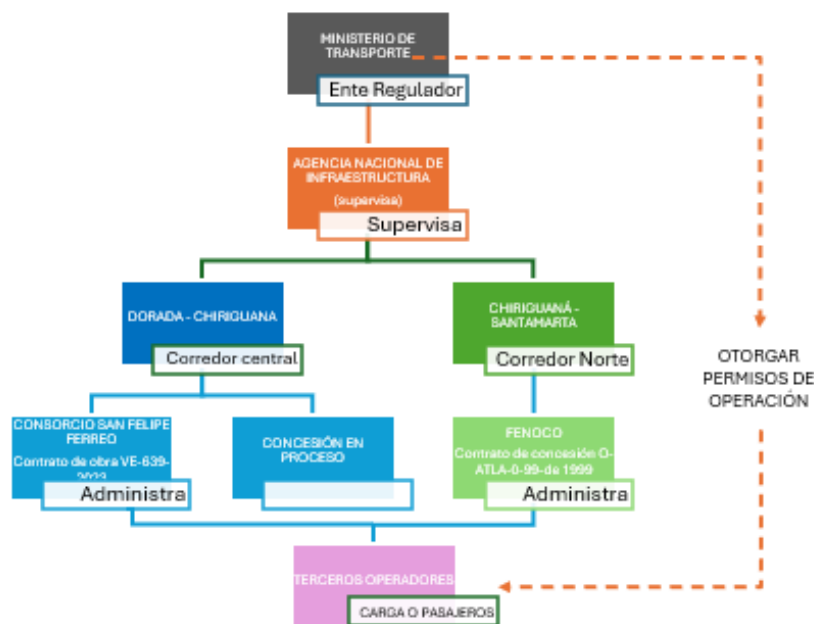 MINISTERIO DE
TRANSPORTE
Ente Regulador
AGENCIA NACIONAL DE
INFRAESTRUCTURA
(supervisa)
Supervisa
DORADA - CHIRIGUANA
Corredor central
CHIRIGUANÁ -
SANTAMARTA
Corredor Norte
OTORGAR
PERMISOS DE
OPERACIÓN
CONSORCIO SAN FELIPE
FERREO
Contrato de obra VE-639-
2023
Administra
CONCESIÓN EN
PROCESO
FENOCO
Contrato de concesión O-
ATLA-0-99-de 1999
Administra
TERCEROS OPERADORES
CARGA O PASAJEROS